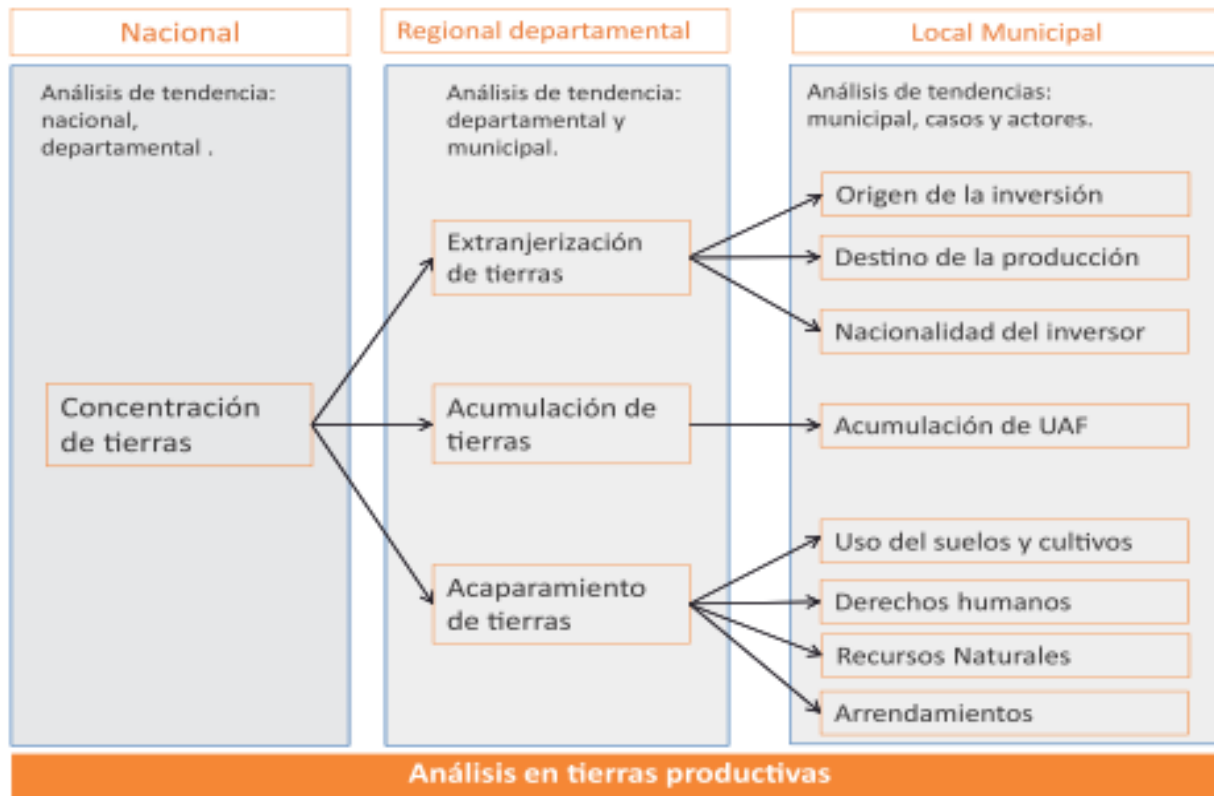 Nacional
Regional departamental
Local Municipal
Análisis de tendencia:
nacional,
departamental .
Análisis de tendencia:
departamental y
municipal.
Análisis de tendencias:
municipal, casos y actores.
Concentración
de tierras
Extranjerización
de tierras
Acumulación de
tierras
Acaparamiento
de tierras
Origen de la inversión
Destino de la producción
Nacionalidad del inversor
Acumulación de UAF
Uso del suelos y cultivos
Derechos humanos
Recursos Naturales
Arrendamientos
Análisis en tierras productivas